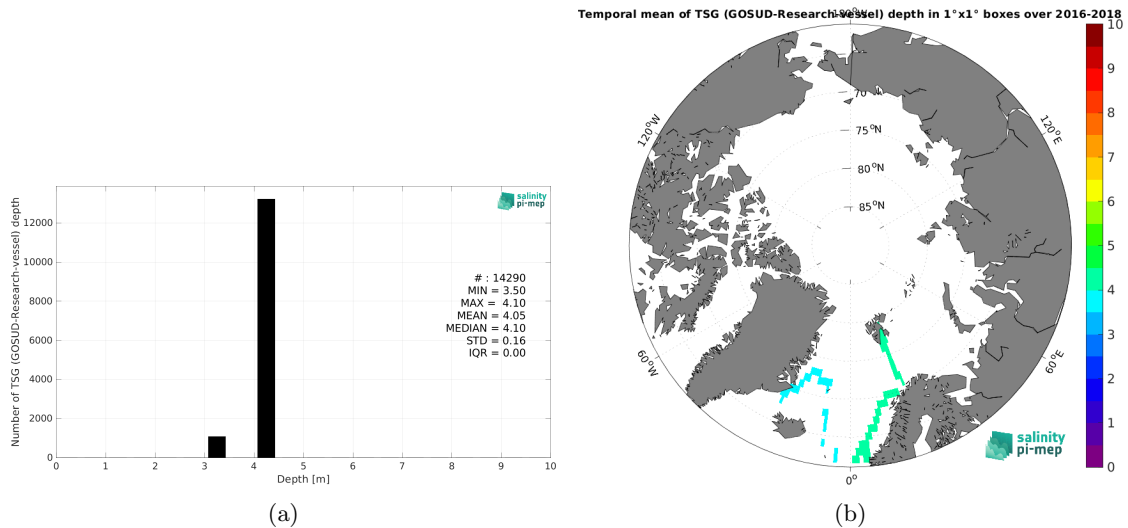 Temporal mean of TSG (GOSUD-Research-vessel) depth in 1°x1° boxes over 2016-2018
Number of TSG (GOSUD-Research-vessel) depth
12000
10000
8000
6000
4000
2000
0
0 1 2 3 4 5 6 7 8 9 10
Depth [m]
salinity
pi-mep
# : 14290
MIN = 3.50
MAX = 4.10
MEAN = 4.05
MEDIAN = 4.10
STD = 0.16
IQR = 0.00
(a)
180°W
120°W
120°E
60°W
60°E
0°
70
75°N
80°N
85°N
10
9
8
7
6
5
4
3
2
1
0
salinity
pi-mep
(b)